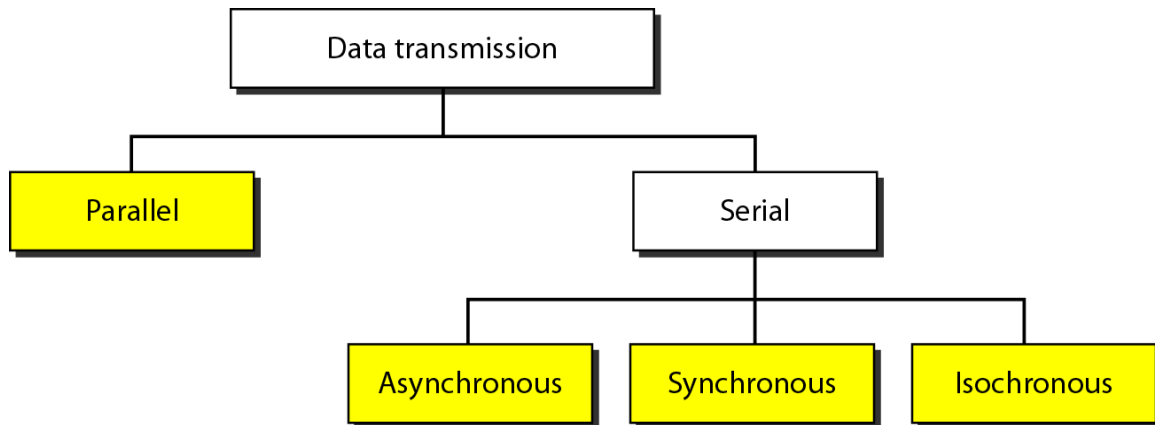 Data transmission
Parallel
Serial
Asynchronous
Synchronous
Isochronous